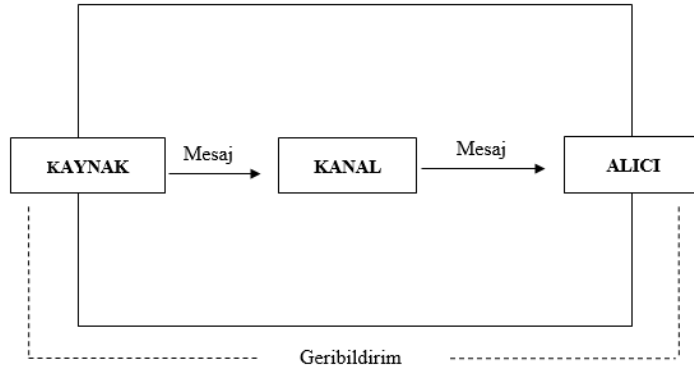 Mesaj
Mesaj
KAYNAK
KANAL
ALICI
Geribildirim